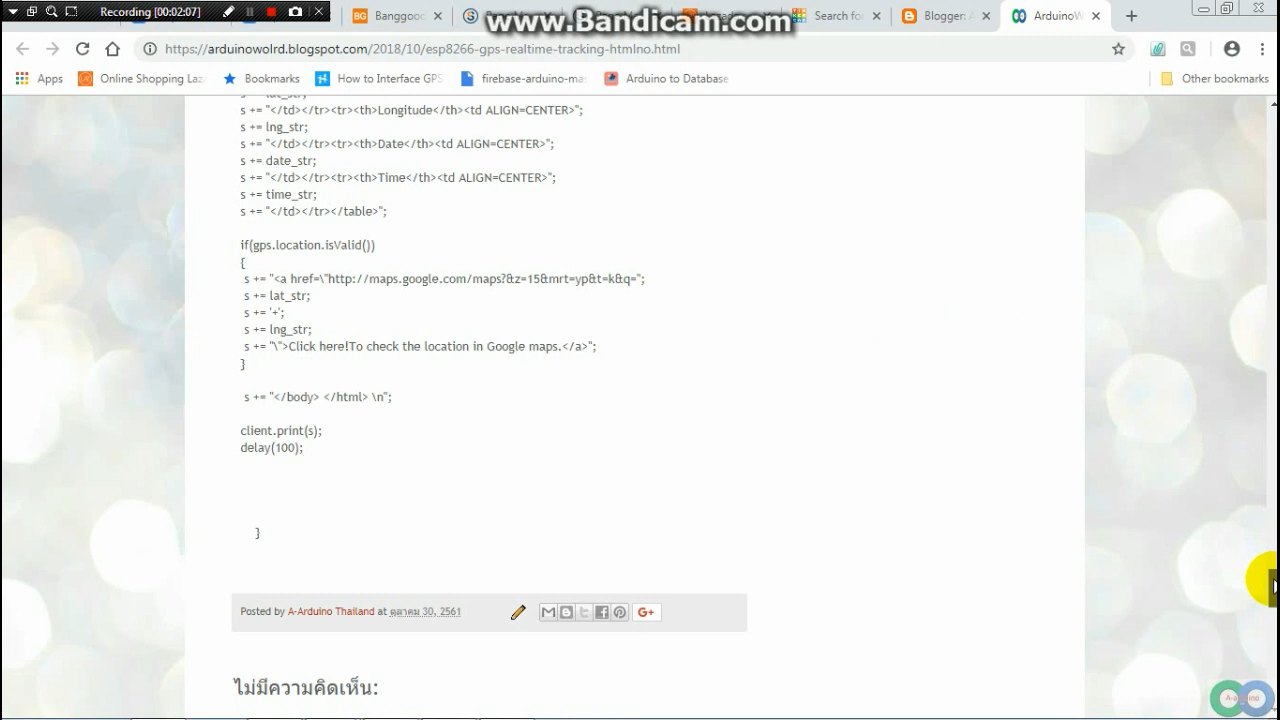 Recording [00:02:07]
www.Bandicam.com
Banggooc
Search fo
Blogger: A
ArduinoW
https://arduinowolrd.blogspot.com/2018/10/esp8266-gps-realtime-tracking-htmlno.html
Apps
Online Shopping Laz
Bookmarks
How to Interface GPS
firebase-arduino-mas
Arduino to Database
Other bookmarks
s += lat_str;
s += "</td></tr><tr><th>Longitude</th><td ALIGN=CENTER>";
s += lng_str;
s += "</td></tr><tr><th>Date</th><td ALIGN=CENTER>";
s += date_str;
s += "</td></tr><tr><th>Time</th><td ALIGN=CENTER>";
s += time_str;
s += "</td></tr></table>";
if(gps.location.isValid())
{
s += "<a href=\"http://maps.google.com/maps?&z=15&mrt=yp&t=k&q=";
s += lat_str;
s += '+';
s += lng_str;
s += "\">Click here!To check the location in Google maps.</a>";
}
s += "</body> </html> \n";
client.print(s);
delay(100);
}
Posted by A-Arduino Thailand at ตุลาคม 30, 2561
G+
ไม่มีความคิดเห็น: